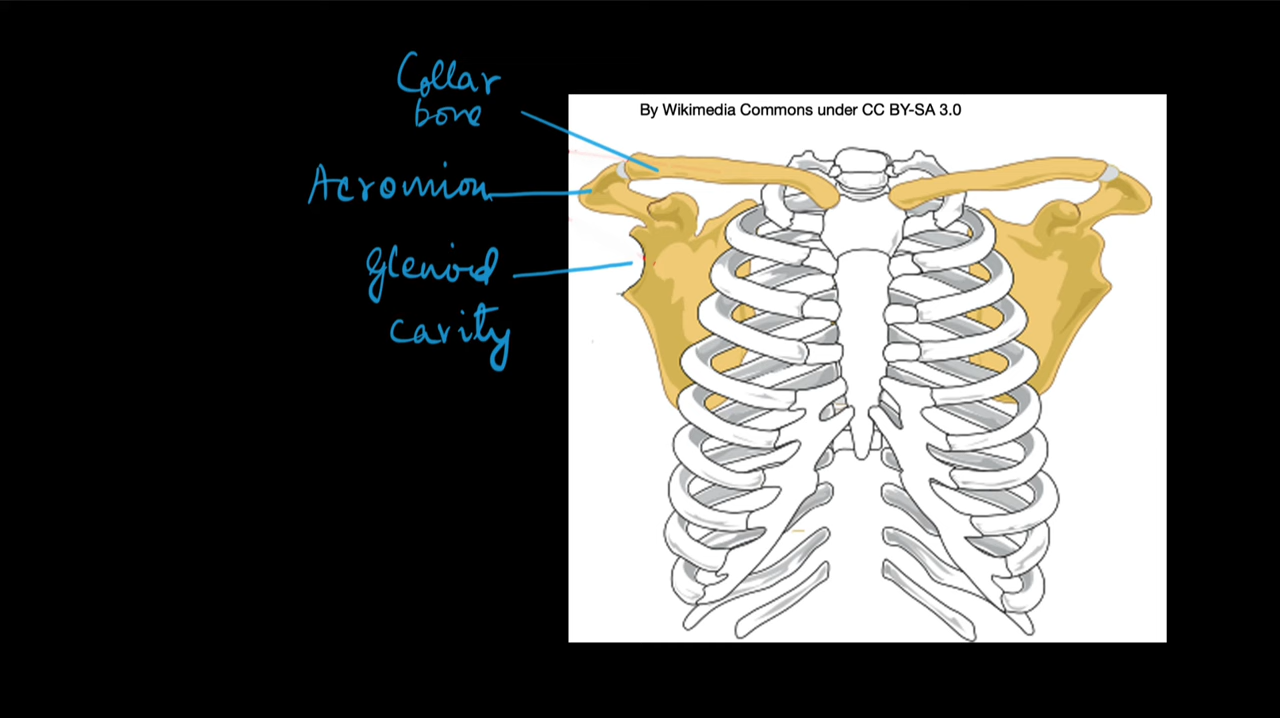 Collar
bone
By Wikimedia Commons under CC BY-SA 3.0
Acromion
Glenoid
cavity